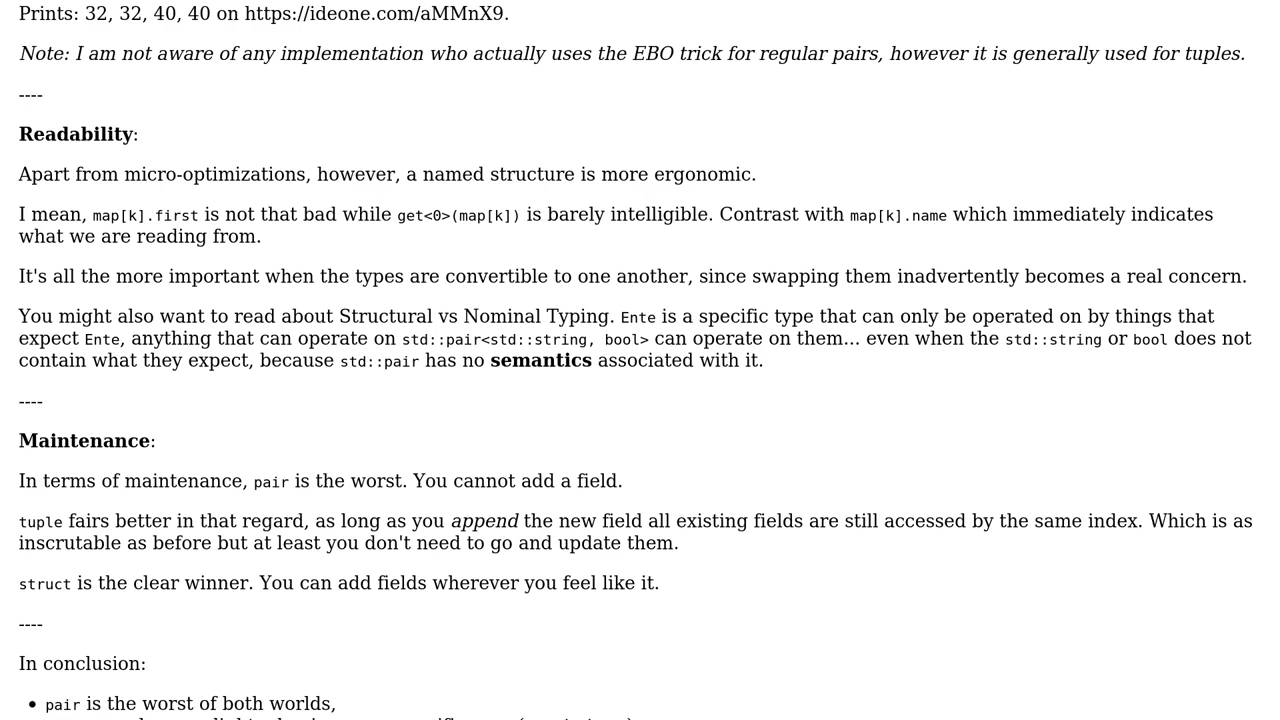 Prints: 32, 32, 40, 40 on https://ideone.com/aMMnX9.
Note: I am not aware of any implementation who actually uses the EBO trick for regular pairs, however it is generally used for tuples.
----
Readability:
Apart from micro-optimizations, however, a named structure is more ergonomic.
I mean, map[k].first is not that bad while get<0>(map[k]) is barely intelligible. Contrast with map[k].name which immediately indicates
what we are reading from.
It's all the more important when the types are convertible to one another, since swapping them inadvertently becomes a real concern.
You might also want to read about Structural vs Nominal Typing. Ente is a specific type that can only be operated on by things that
expect Ente, anything that can operate on std::pair<std::string, bool> can operate on them... even when the std::string or bool does not
contain what they expect, because std::pair has no semantics associated with it.
----
Maintenance:
In terms of maintenance, pair is the worst. You cannot add a field.
tuple fairs better in that regard, as long as you append the new field all existing fields are still accessed by the same index. Which is as
inscrutable as before but at least you don't need to go and update them.
struct is the clear winner. You can add fields wherever you feel like it.
----
In conclusion:
• pair is the worst of both worlds,